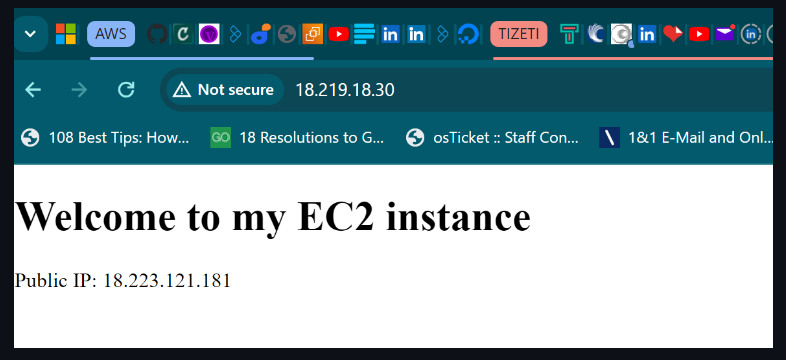 AWS
TIZETI
Not secure 18.219.18.30
108 Best Tips: How... GO 18 Resolutions to G... osTicket :: Staff Con... 1&1 E-Mail and Onl...
Welcome to my EC2 instance
Public IP: 18.223.121.181